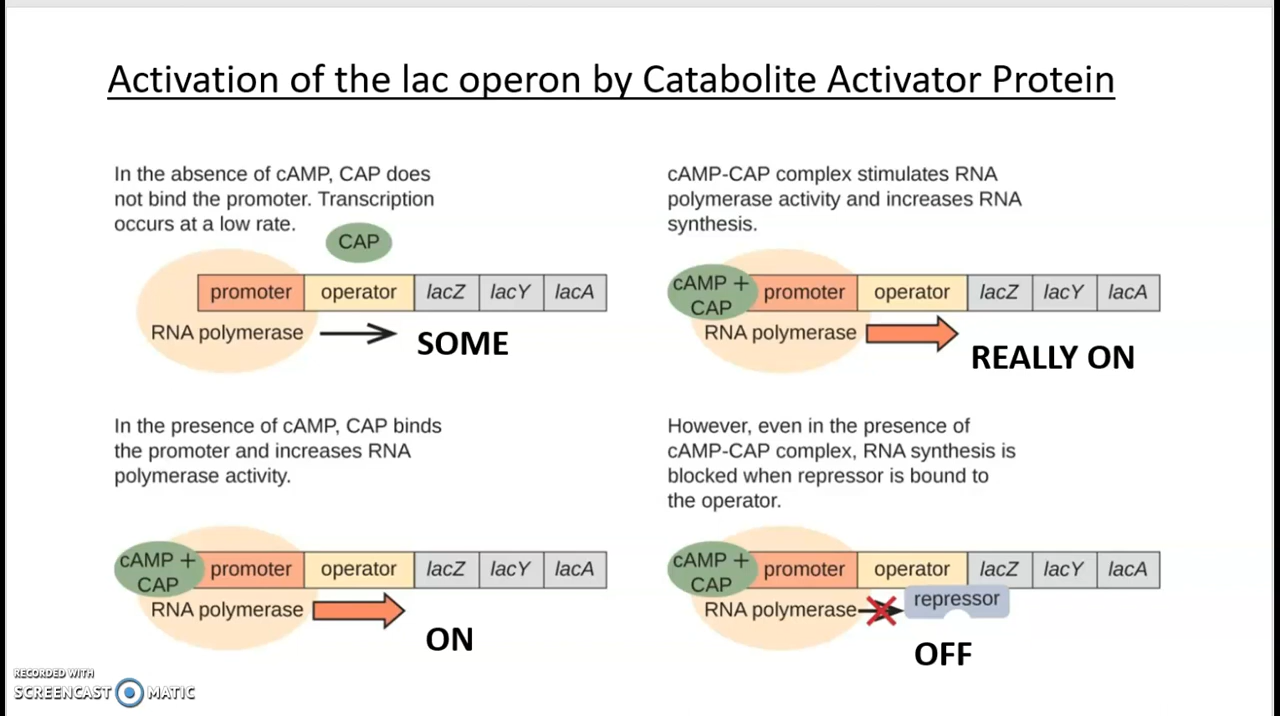 Activation of the lac operon by Catabolite Activator Protein
In the absence of cAMP, CAP does
not bind the promoter. Transcription
occurs at a low rate.
CAP
promoter operator lacZ lacY lacA
RNA polymerase
SOME
cAMP-CAP complex stimulates RNA
polymerase activity and increases RNA
synthesis.
cAMP +
CAP
promoter operator lacZ lacY lacA
RNA polymerase
REALLY ON
In the presence of cAMP, CAP binds
the promoter and increases RNA
polymerase activity.
cAMP +
CAP
promoter operator lacZ lacY lacA
RNA polymerase
ON
However, even in the presence of
cAMP-CAP complex, RNA synthesis is
blocked when repressor is bound to
the operator.
cAMP +
CAP
promoter operator lacZ lacY lacA
RNA polymerase
repressor
OFF
RECORDED WITH
SCREENCAST MATIC